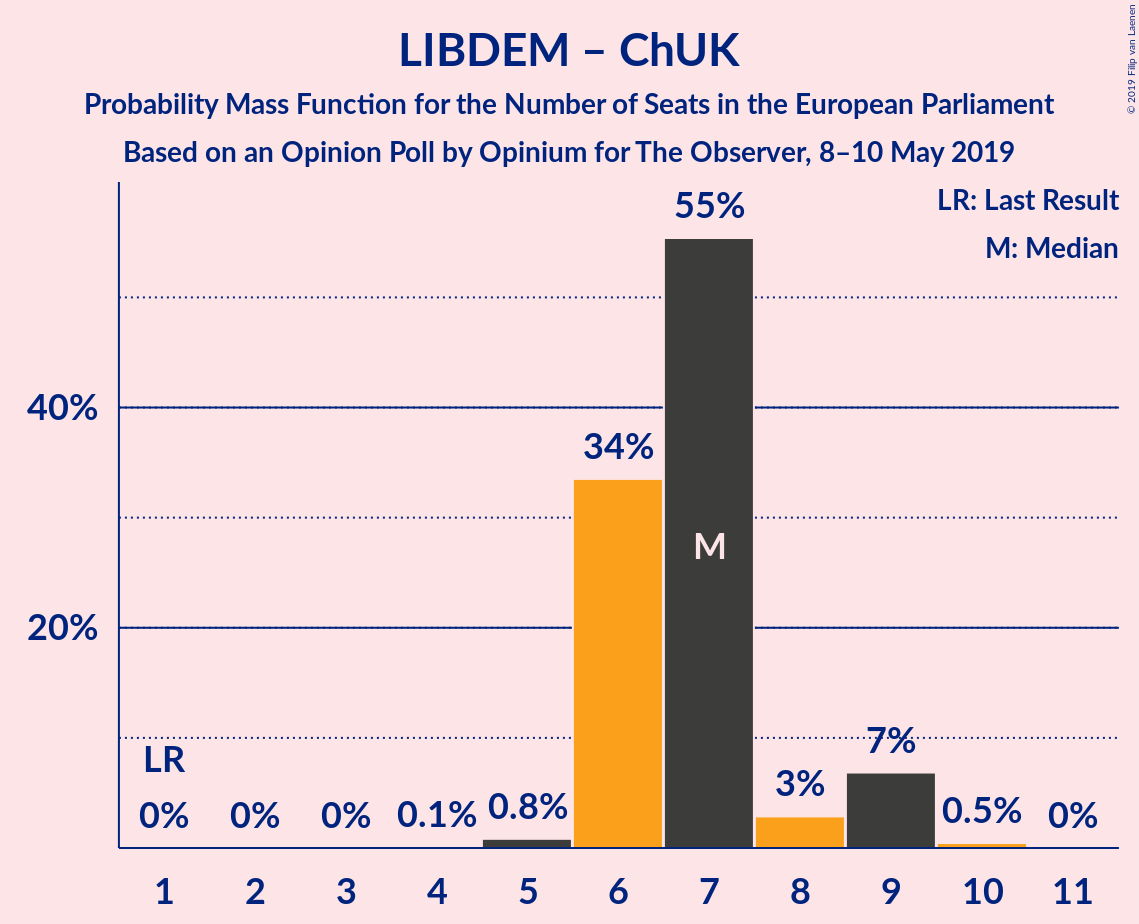 LIBDEM – ChUK
Probability Mass Function for the Number of Seats in the European Parliament
Based on an Opinion Poll by Opinium for The Observer, 8–10 May 2019
© 2019 Filip van Laenen
LR: Last Result
M: Median
55%
40%
34%
M
20%
LR
7%
3%
0% 0% 0% 0.1% 0.8% 0.5% 0%
1 2 3 4 5 6 7 8 9 10 11